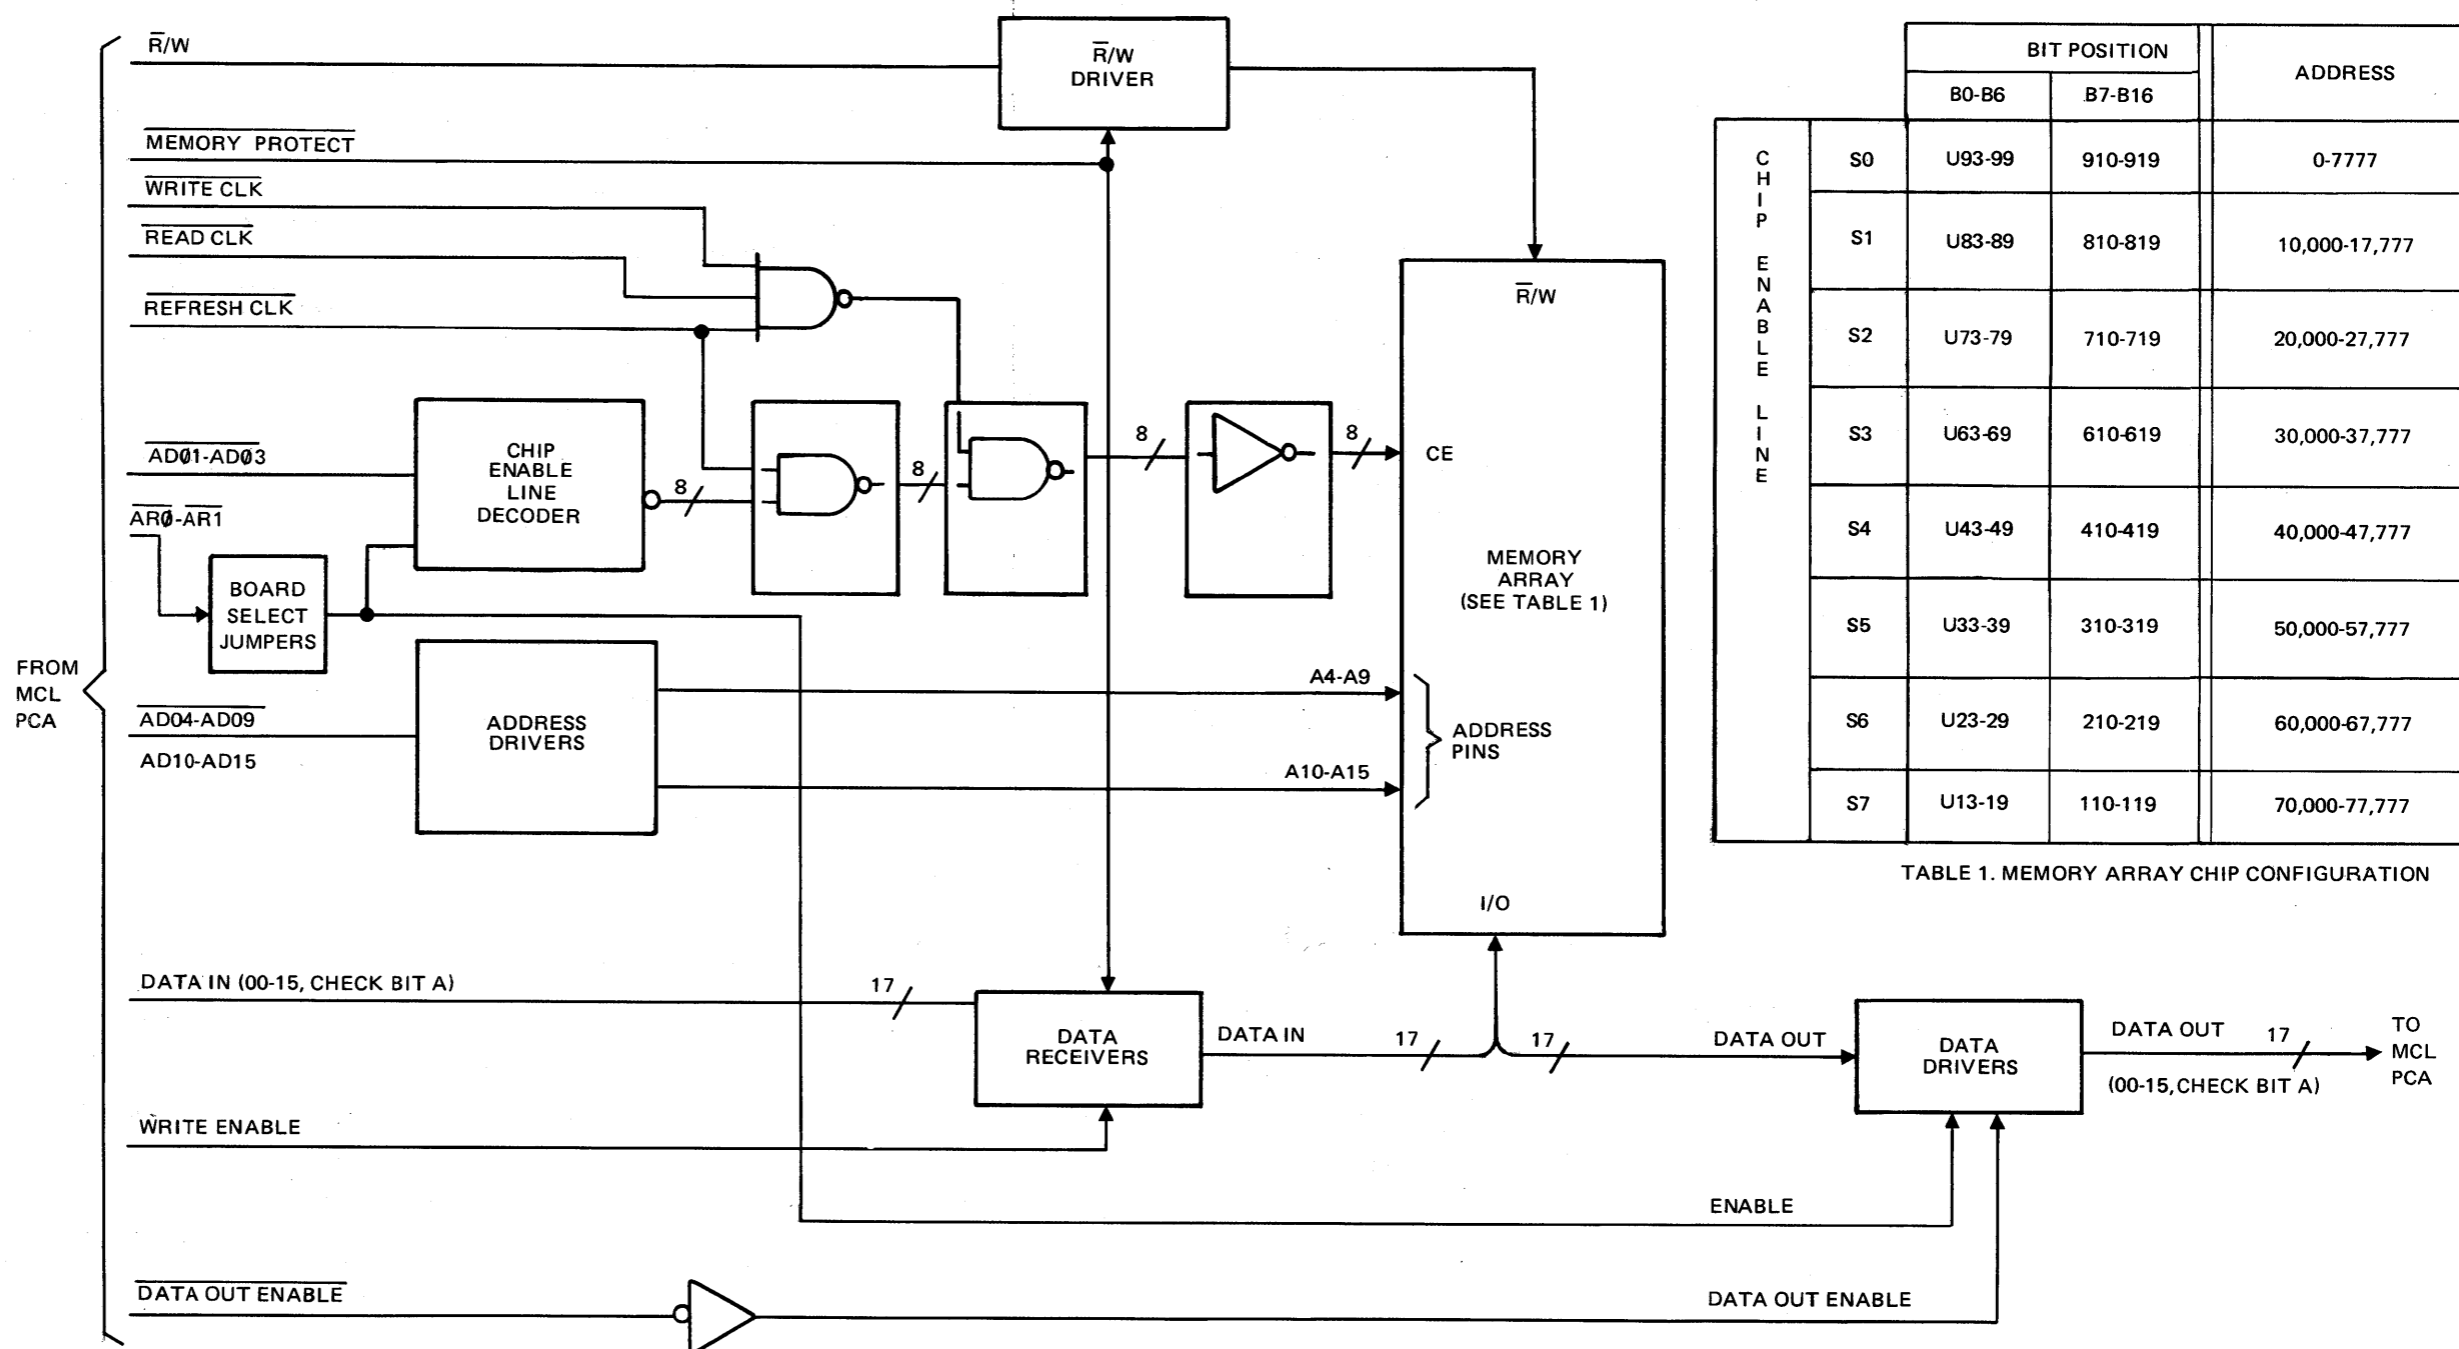 R̅/W
MEMORY PROTECT
WRITE CLK
READ CLK
REFRESH CLK
AD01-AD03
AR0-AR1
FROM
MCL
PCA
AD04-AD09
AD10-AD15
DATA IN (00-15, CHECK BIT A)
WRITE ENABLE
DATA OUT ENABLE
R̅/W
DRIVER
CHIP
ENABLE
LINE
DECODER
8
8
8
8
BOARD
SELECT
JUMPERS
ADDRESS
DRIVERS
A4-A9
A10-A15
R̅/W
CE
MEMORY
ARRAY
(SEE TABLE 1)
ADDRESS
PINS
I/O
17
DATA
RECEIVERS
DATA IN
17
17
DATA OUT
DATA
DRIVERS
DATA OUT
17
(00-15, CHECK BIT A)
TO
MCL
PCA
ENABLE
DATA OUT ENABLE
BIT POSITION
ADDRESS
B0-B6 B7-B16
CHIP ENABLE LINE
S0 U93-99 910-919 0-7777
S1 U83-89 810-819 10,000-17,777
S2 U73-79 710-719 20,000-27,777
S3 U63-69 610-619 30,000-37,777
S4 U43-49 410-419 40,000-47,777
S5 U33-39 310-319 50,000-57,777
S6 U23-29 210-219 60,000-67,777
S7 U13-19 110-119 70,000-77,777
TABLE 1. MEMORY ARRAY CHIP CONFIGURATION